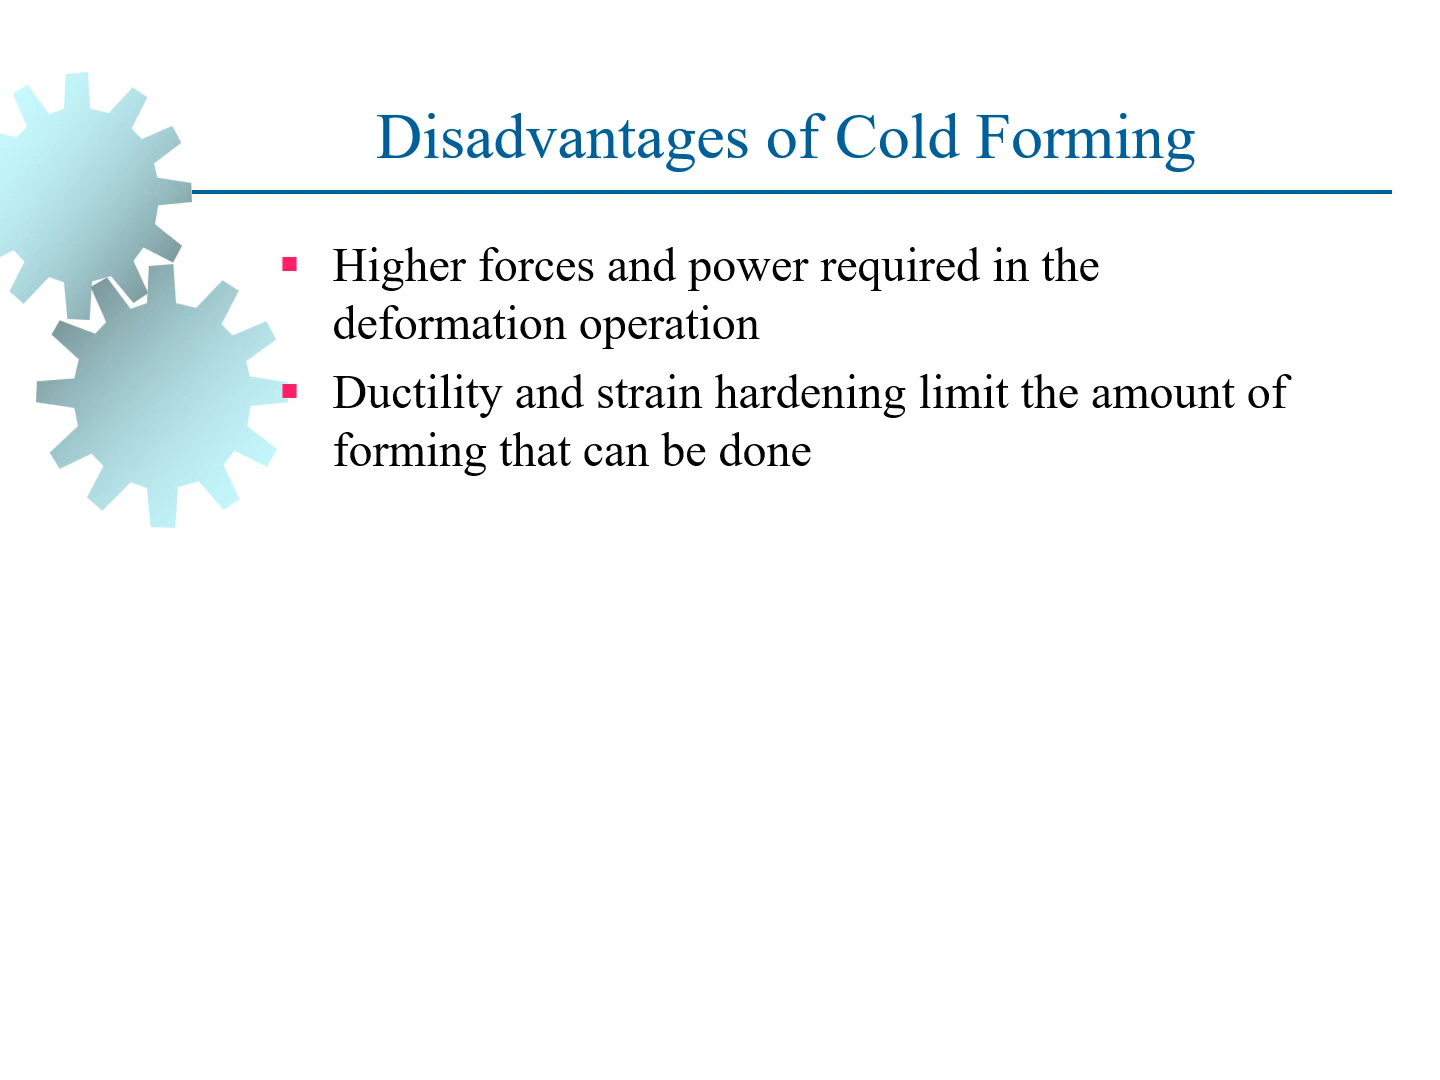 Disadvantages of Cold Forming
▪ Higher forces and power required in the
deformation operation
▪ Ductility and strain hardening limit the amount of
forming that can be done